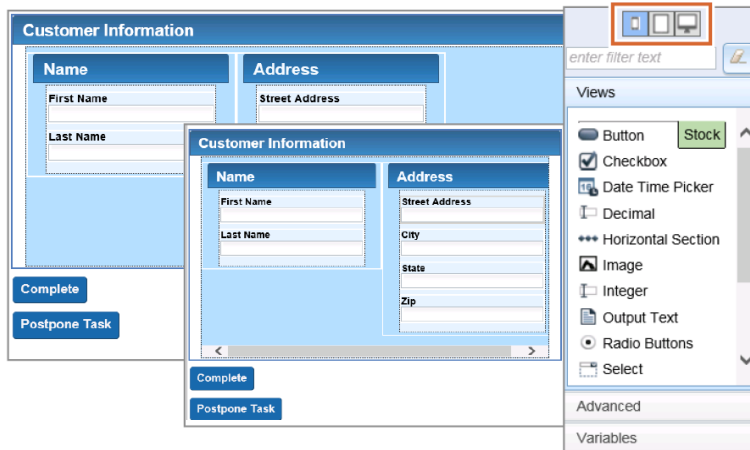 Customer Information
Name
Address
First Name
Street Address
Last Name
Complete
Postpone Task
Customer Information
Name
Address
First Name
Street Address
Last Name
City
State
Zip
Complete
Postpone Task
enter filter text
Views
Button
Stock
Checkbox
Date Time Picker
Decimal
Horizontal Section
Image
Integer
Output Text
Radio Buttons
Select
Advanced
Variables